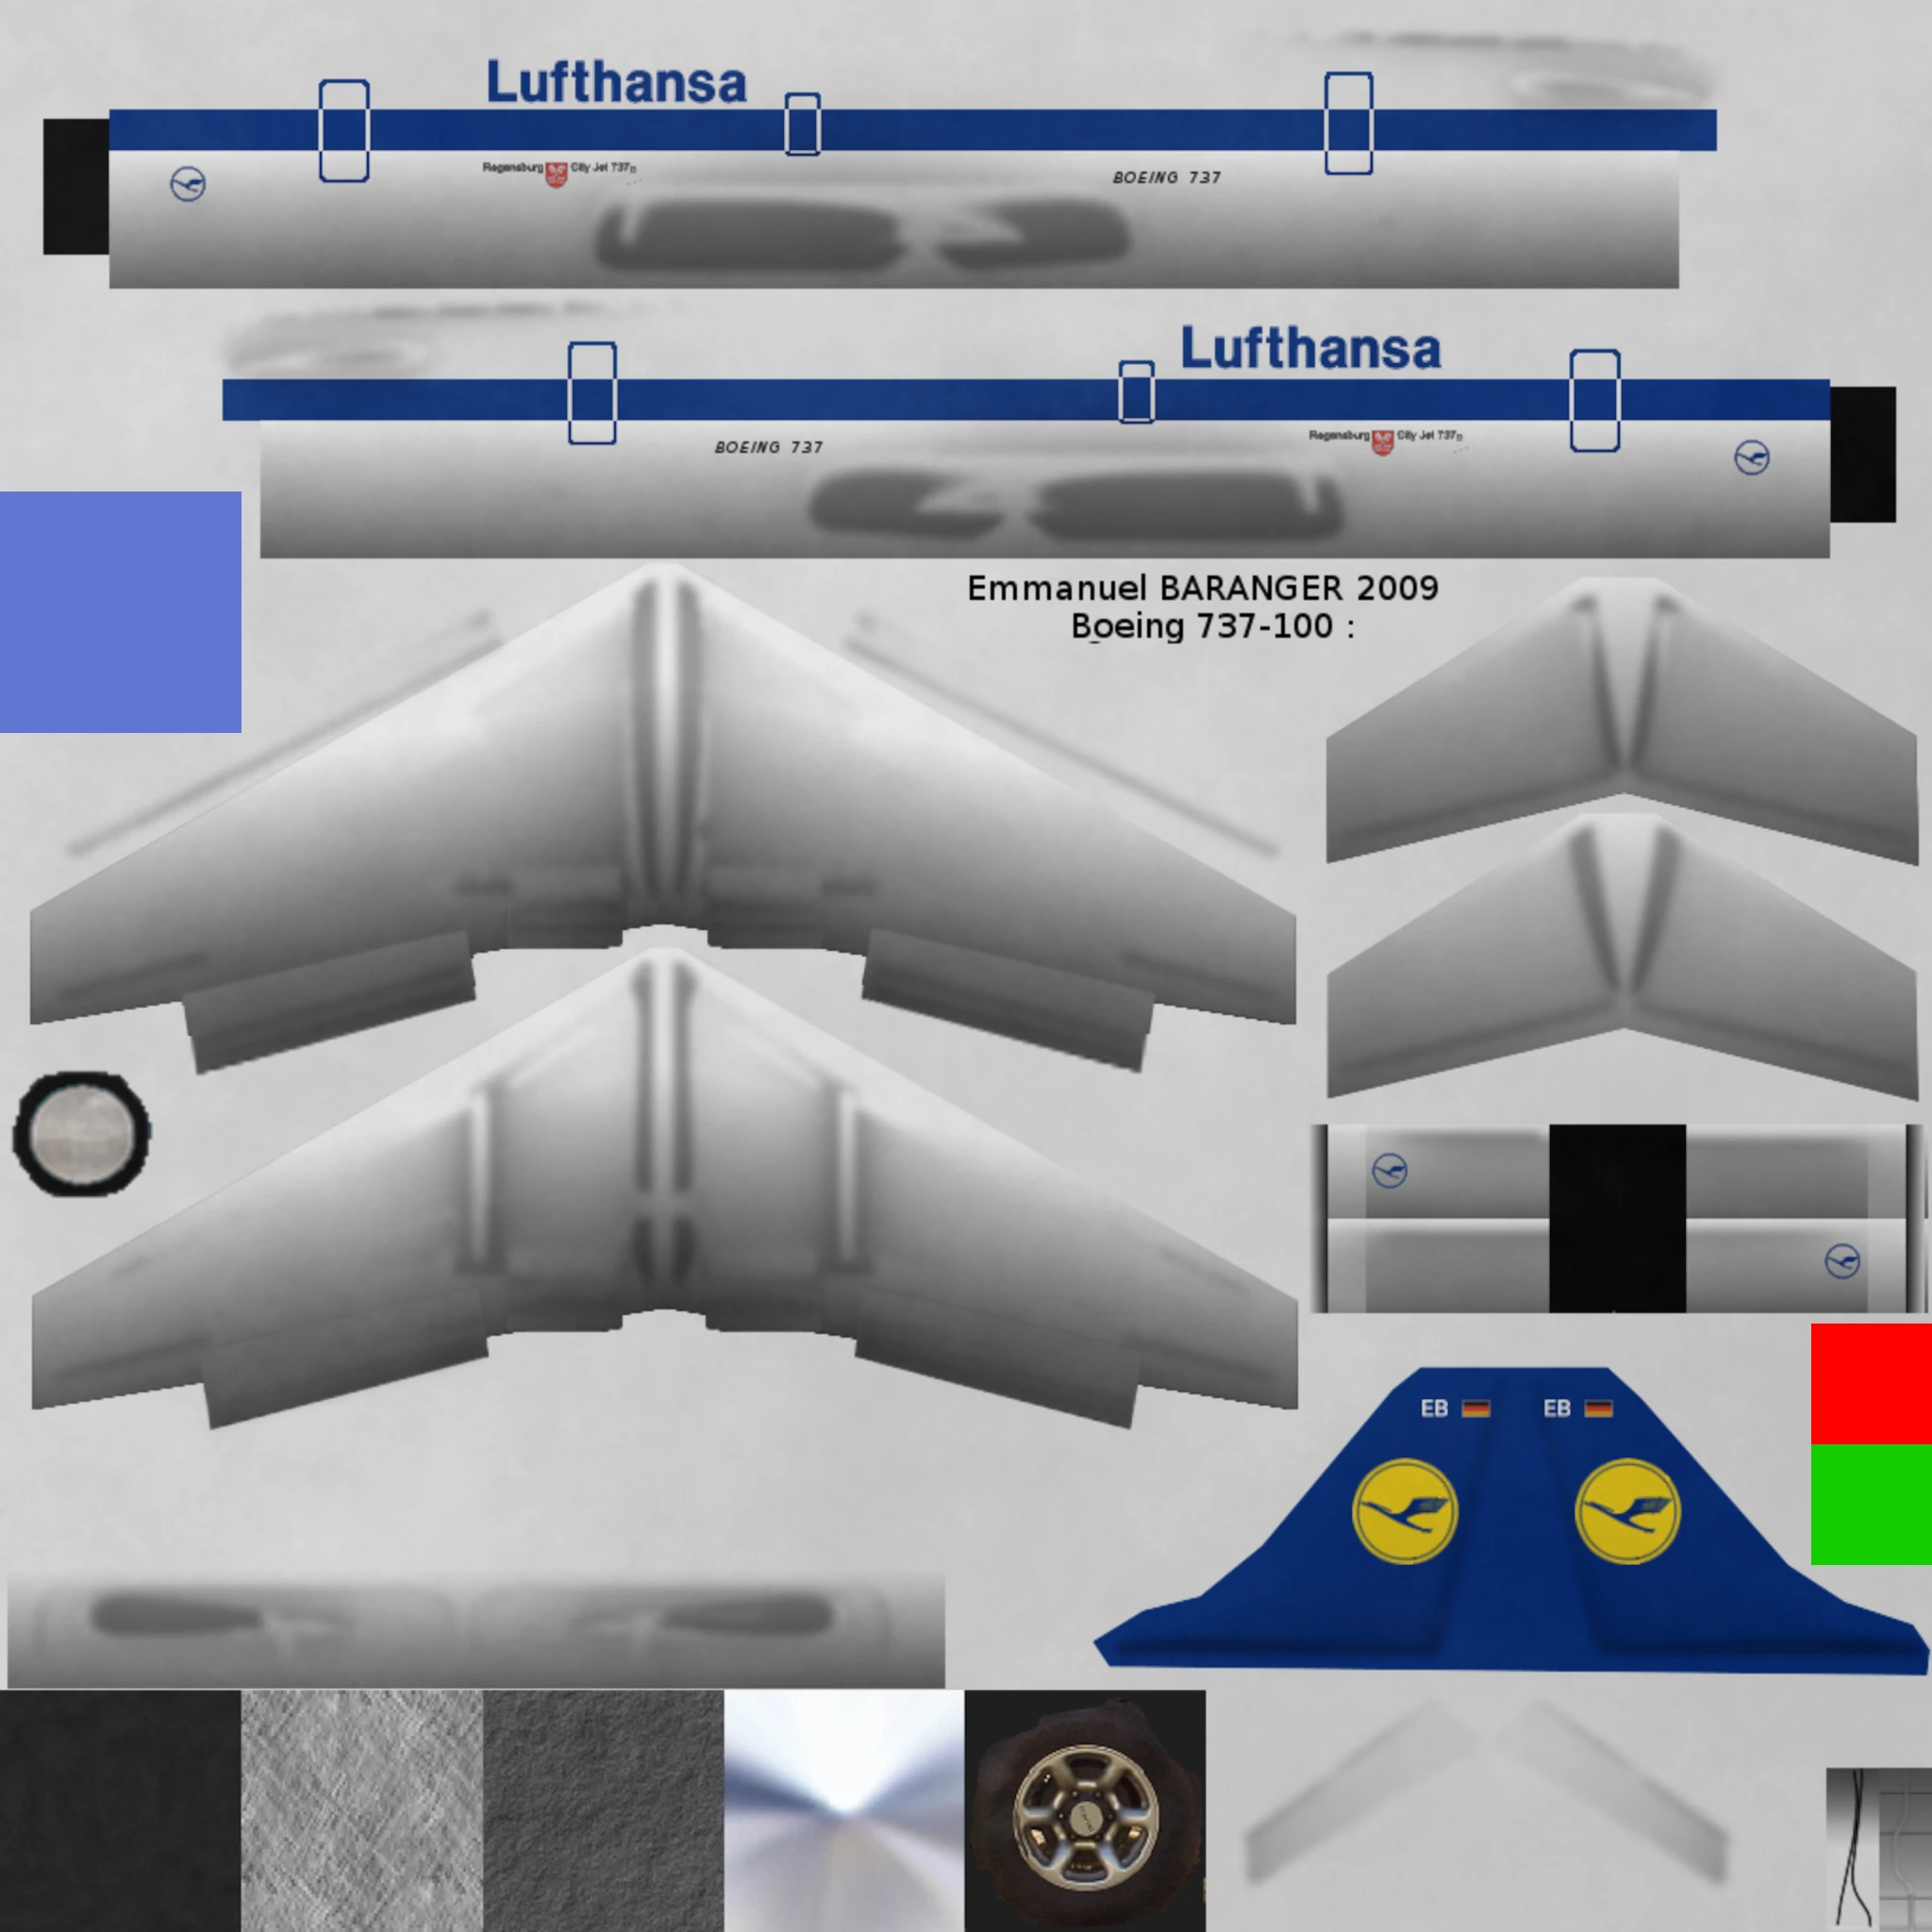 Lufthansa
Regensburg City Jet 737
BOEING 737
Lufthansa
BOEING 737
Regensburg City Jet 737
Emmanuel BARANGER 2009
Boeing 737-100 :
EB EB